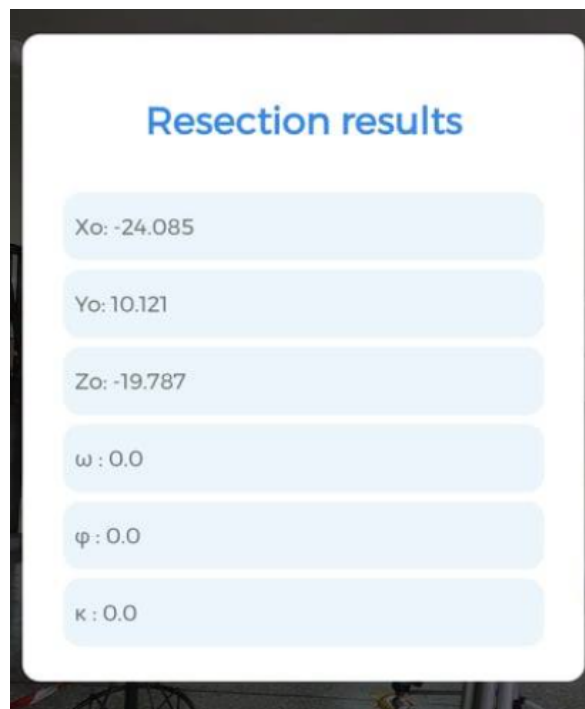 Resection results
Xo: -24.085
Yo: 10.121
Zo: -19.787
ω : 0.0
φ : 0.0
κ : 0.0